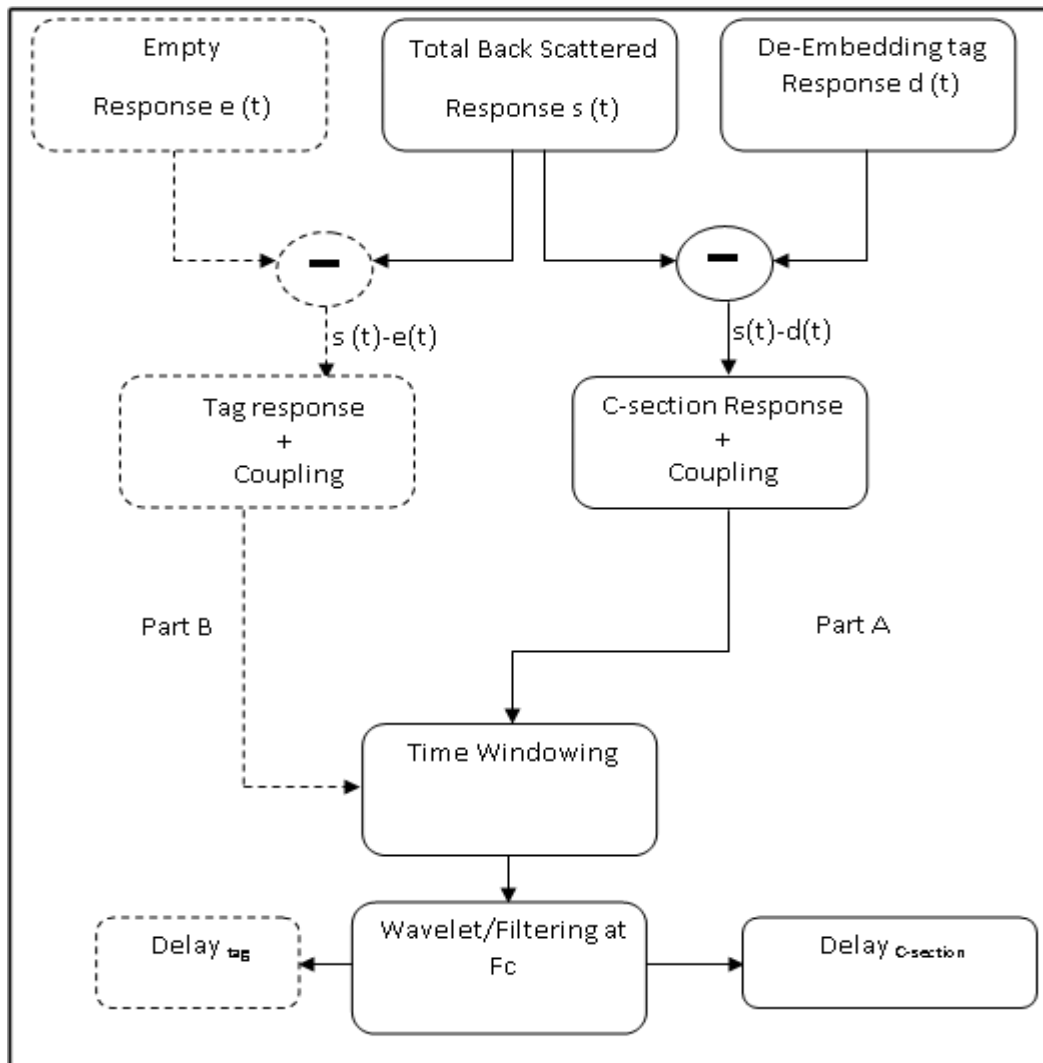 Empty
Response e (t)
Total Back Scattered
Response s (t)
De-Embedding tag
Response d (t)
s (t)-e(t)
s(t)-d(t)
Tag response
+
Coupling
C-section Response
+
Coupling
Part B
Part A
Time Windowing
Wavelet/Filtering at
Fc
Delay tag
Delay C-section